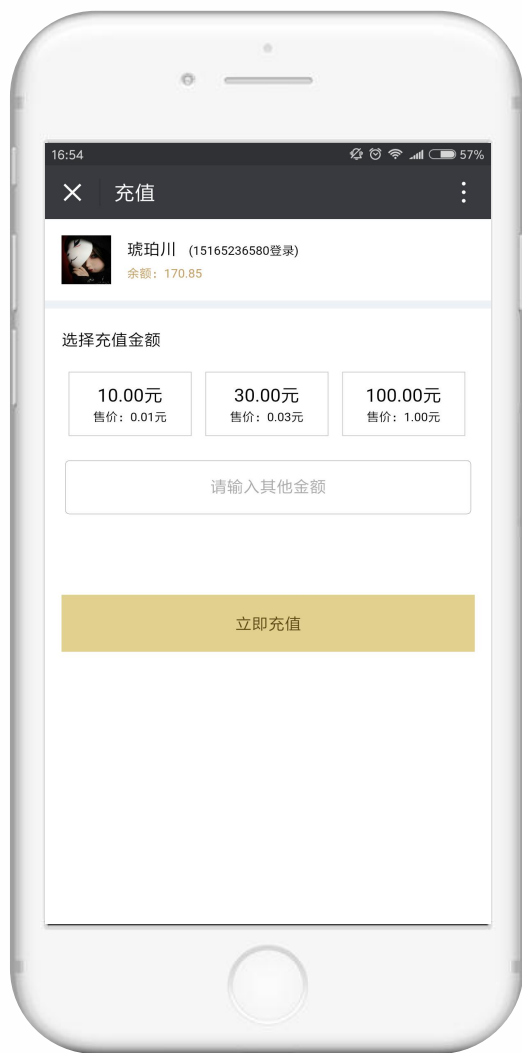 16:54
57%
充值
琥珀川 (15165236580登录)
余额：170.85
选择充值金额
10.00元
售价：0.01元
30.00元
售价：0.03元
100.00元
售价：1.00元
请输入其他金额
立即充值